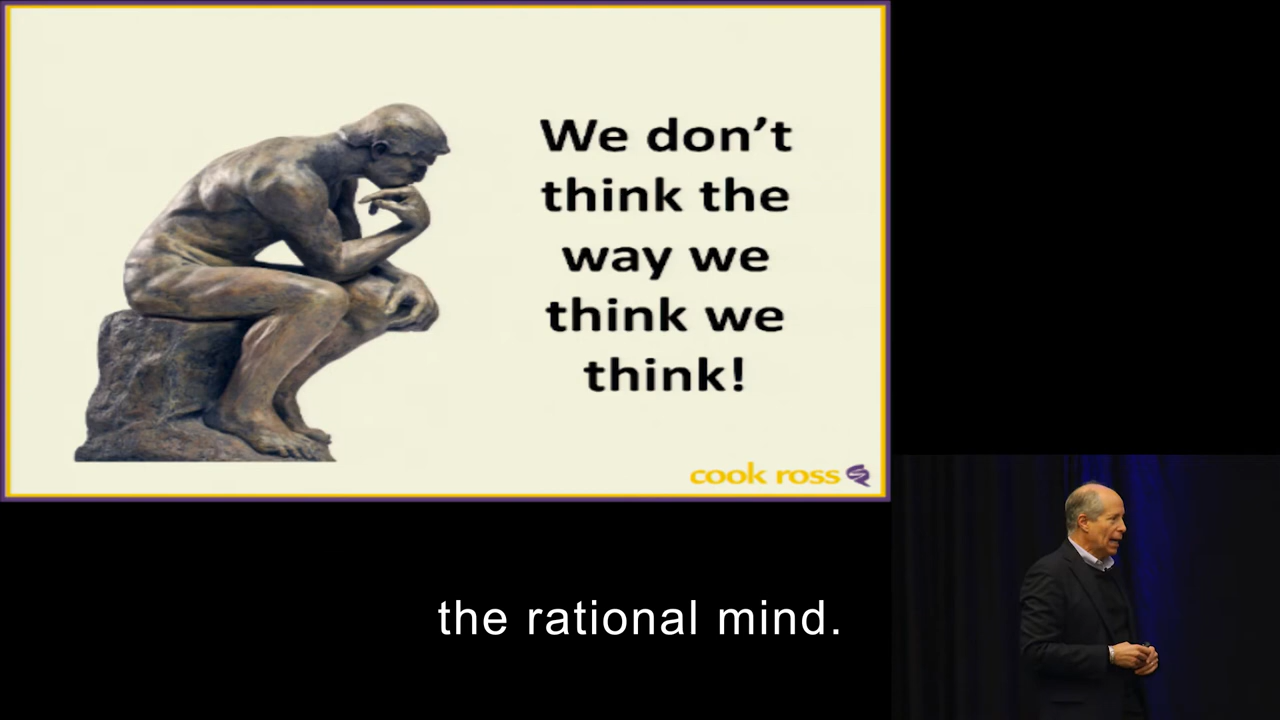 We don’t
think the
way we
think we
think!
cook ross
the rational mind.